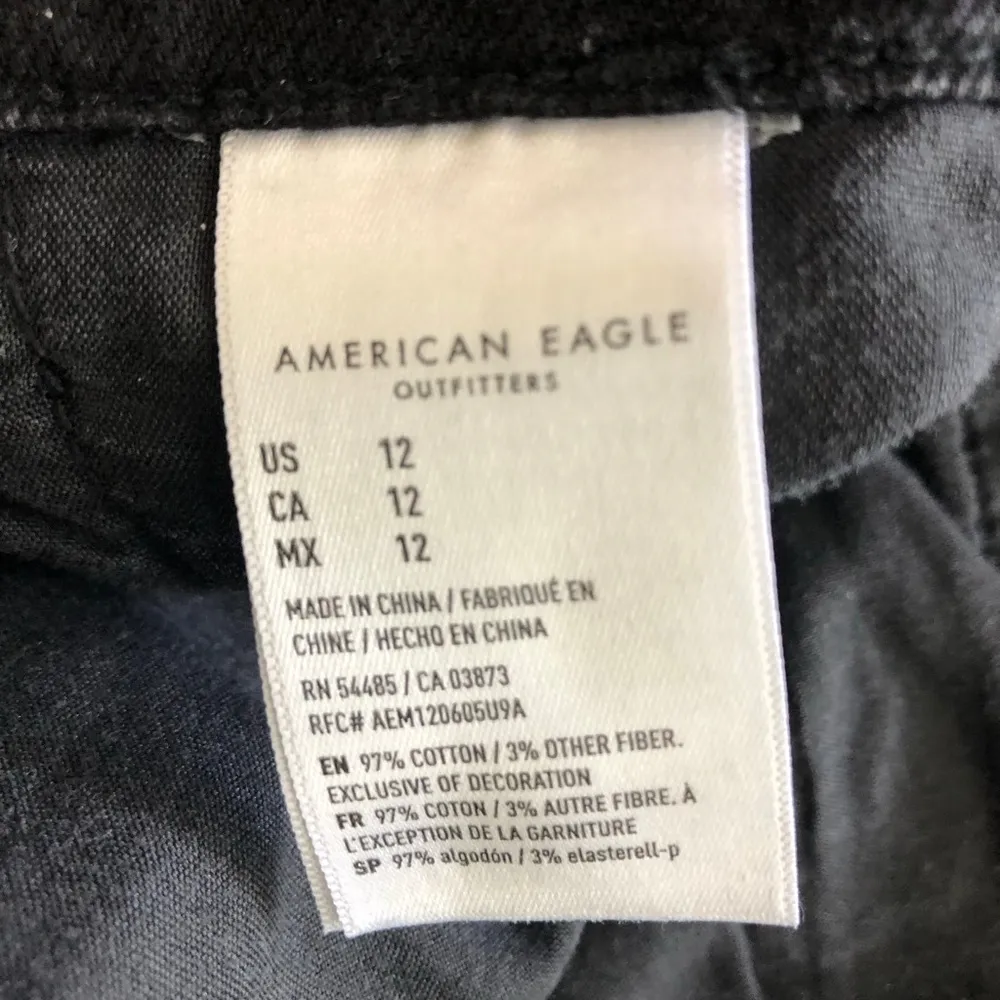 AMERICAN EAGLE
OUTFITTERS
US 12
CA 12
MX 12
MADE IN CHINA / FABRIQUÉ EN
CHINE / HECHO EN CHINA
RN 54485 / CA 03873
RFC# AEM120605U9A
EN 97% COTTON / 3% OTHER FIBER.
EXCLUSIVE OF DECORATION
FR 97% COTON / 3% AUTRE FIBRE. À
L'EXCEPTION DE LA GARNITURE
SP 97% algodón / 3% elasterell-p